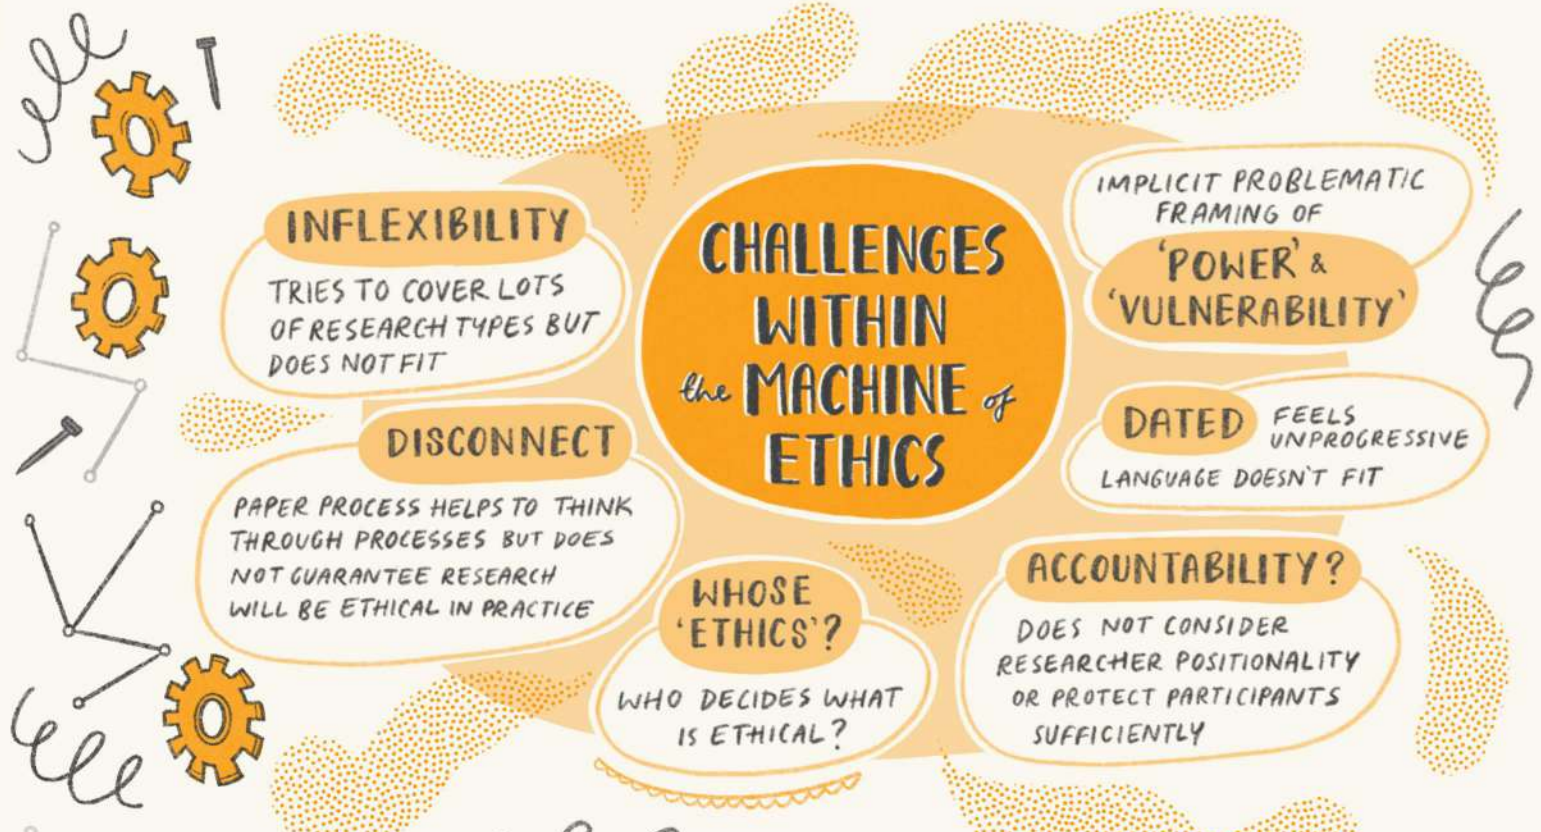 CHALLENGES
WITHIN
the MACHINE of
ETHICS
INFLEXIBILITY
TRIES TO COVER LOTS
OF RESEARCH TYPES BUT
DOES NOT FIT
DISCONNECT
PAPER PROCESS HELPS TO THINK
THROUGH PROCESSES BUT DOES
NOT GUARANTEE RESEARCH
WILL BE ETHICAL IN PRACTICE
WHOSE
'ETHICS'?
WHO DECIDES WHAT
IS ETHICAL?
IMPLICIT PROBLEMATIC
FRAMING OF
'POWER' &
'VULNERABILITY'
DATED FEELS
UNPROGRESSIVE
LANGUAGE DOESN'T FIT
ACCOUNTABILITY?
DOES NOT CONSIDER
RESEARCHER POSITIONALITY
OR PROTECT PARTICIPANTS
SUFFICIENTLY